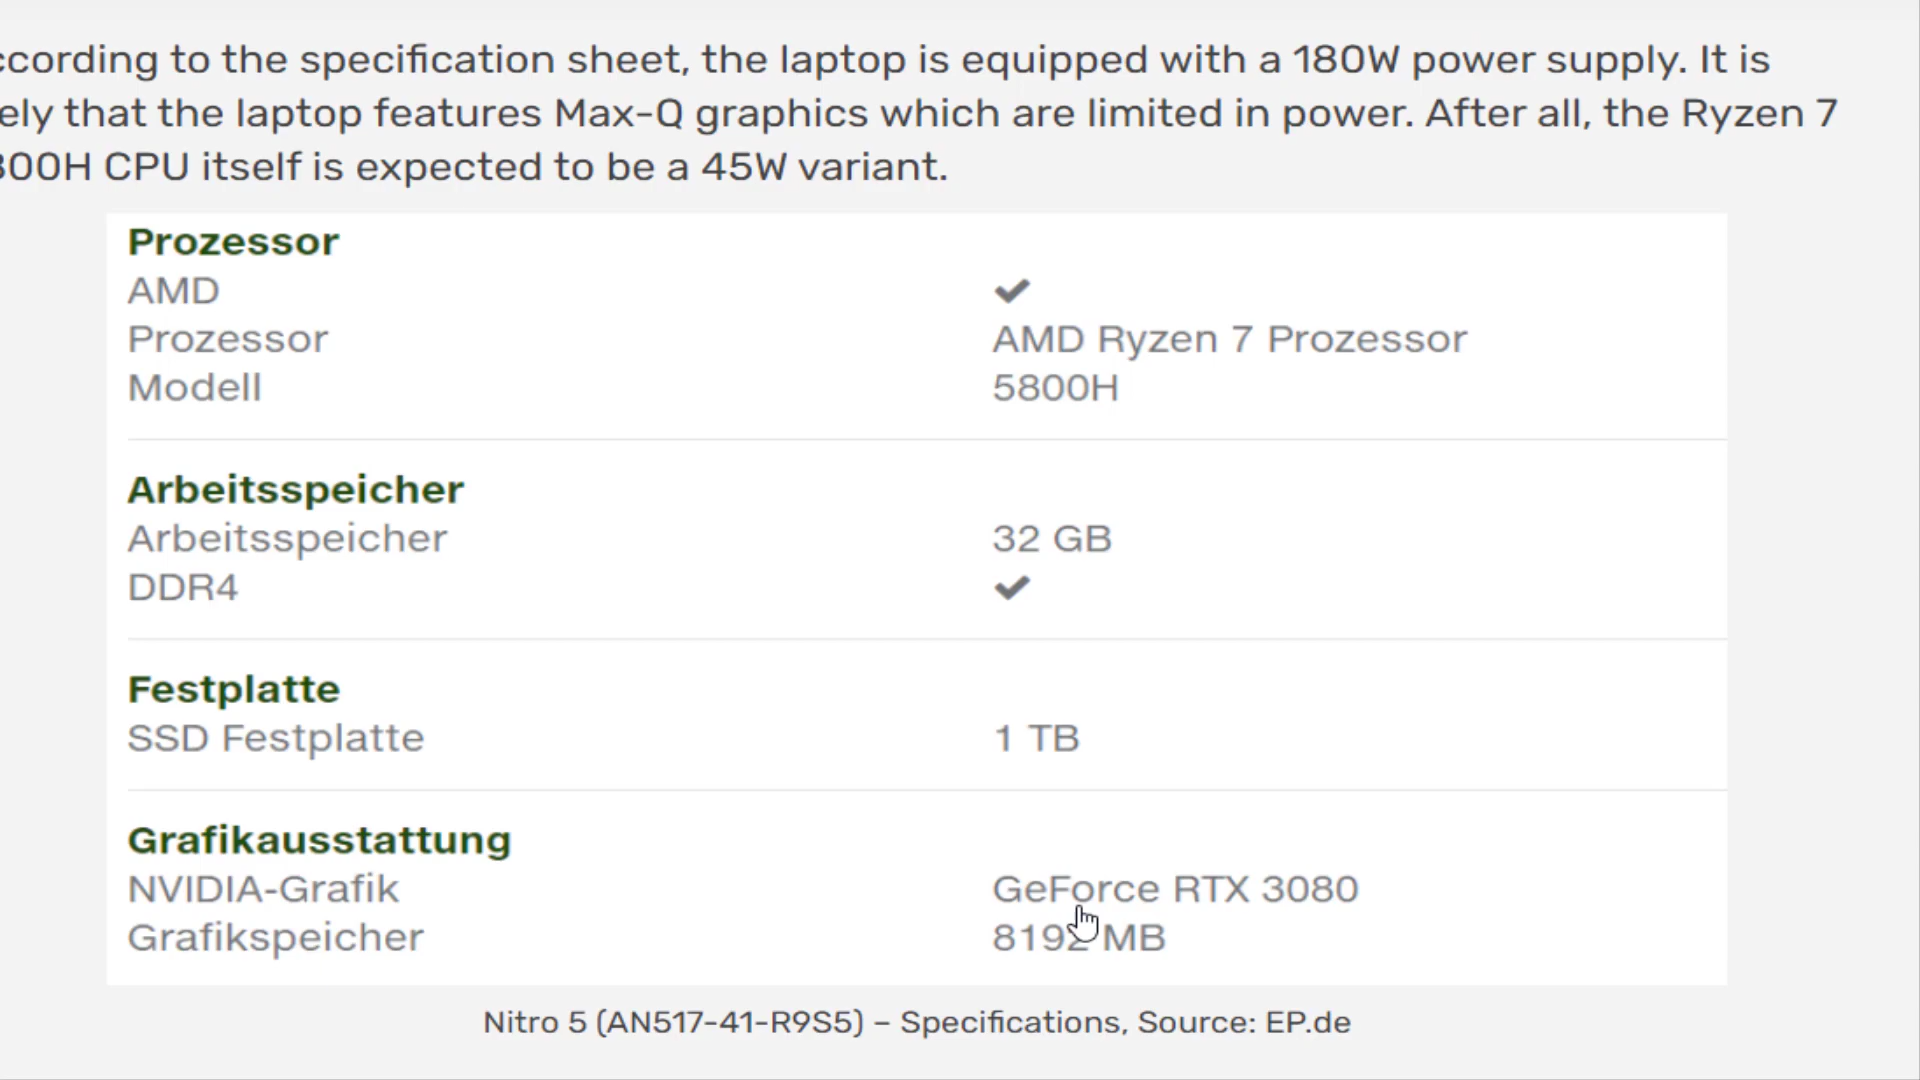 ccording to the specification sheet, the laptop is equipped with a 180W power supply. It is
ely that the laptop features Max-Q graphics which are limited in power. After all, the Ryzen 7
800H CPU itself is expected to be a 45W variant.
Prozessor
AMD ✔
Prozessor AMD Ryzen 7 Prozessor
Modell 5800H
Arbeitsspeicher
Arbeitsspeicher 32 GB
DDR4 ✔
Festplatte
SSD Festplatte 1 TB
Grafikausstattung
NVIDIA-Grafik GeForce RTX 3080
Grafikspeicher 8192 MB
Nitro 5 (AN517-41-R9S5) – Specifications, Source: EP.de